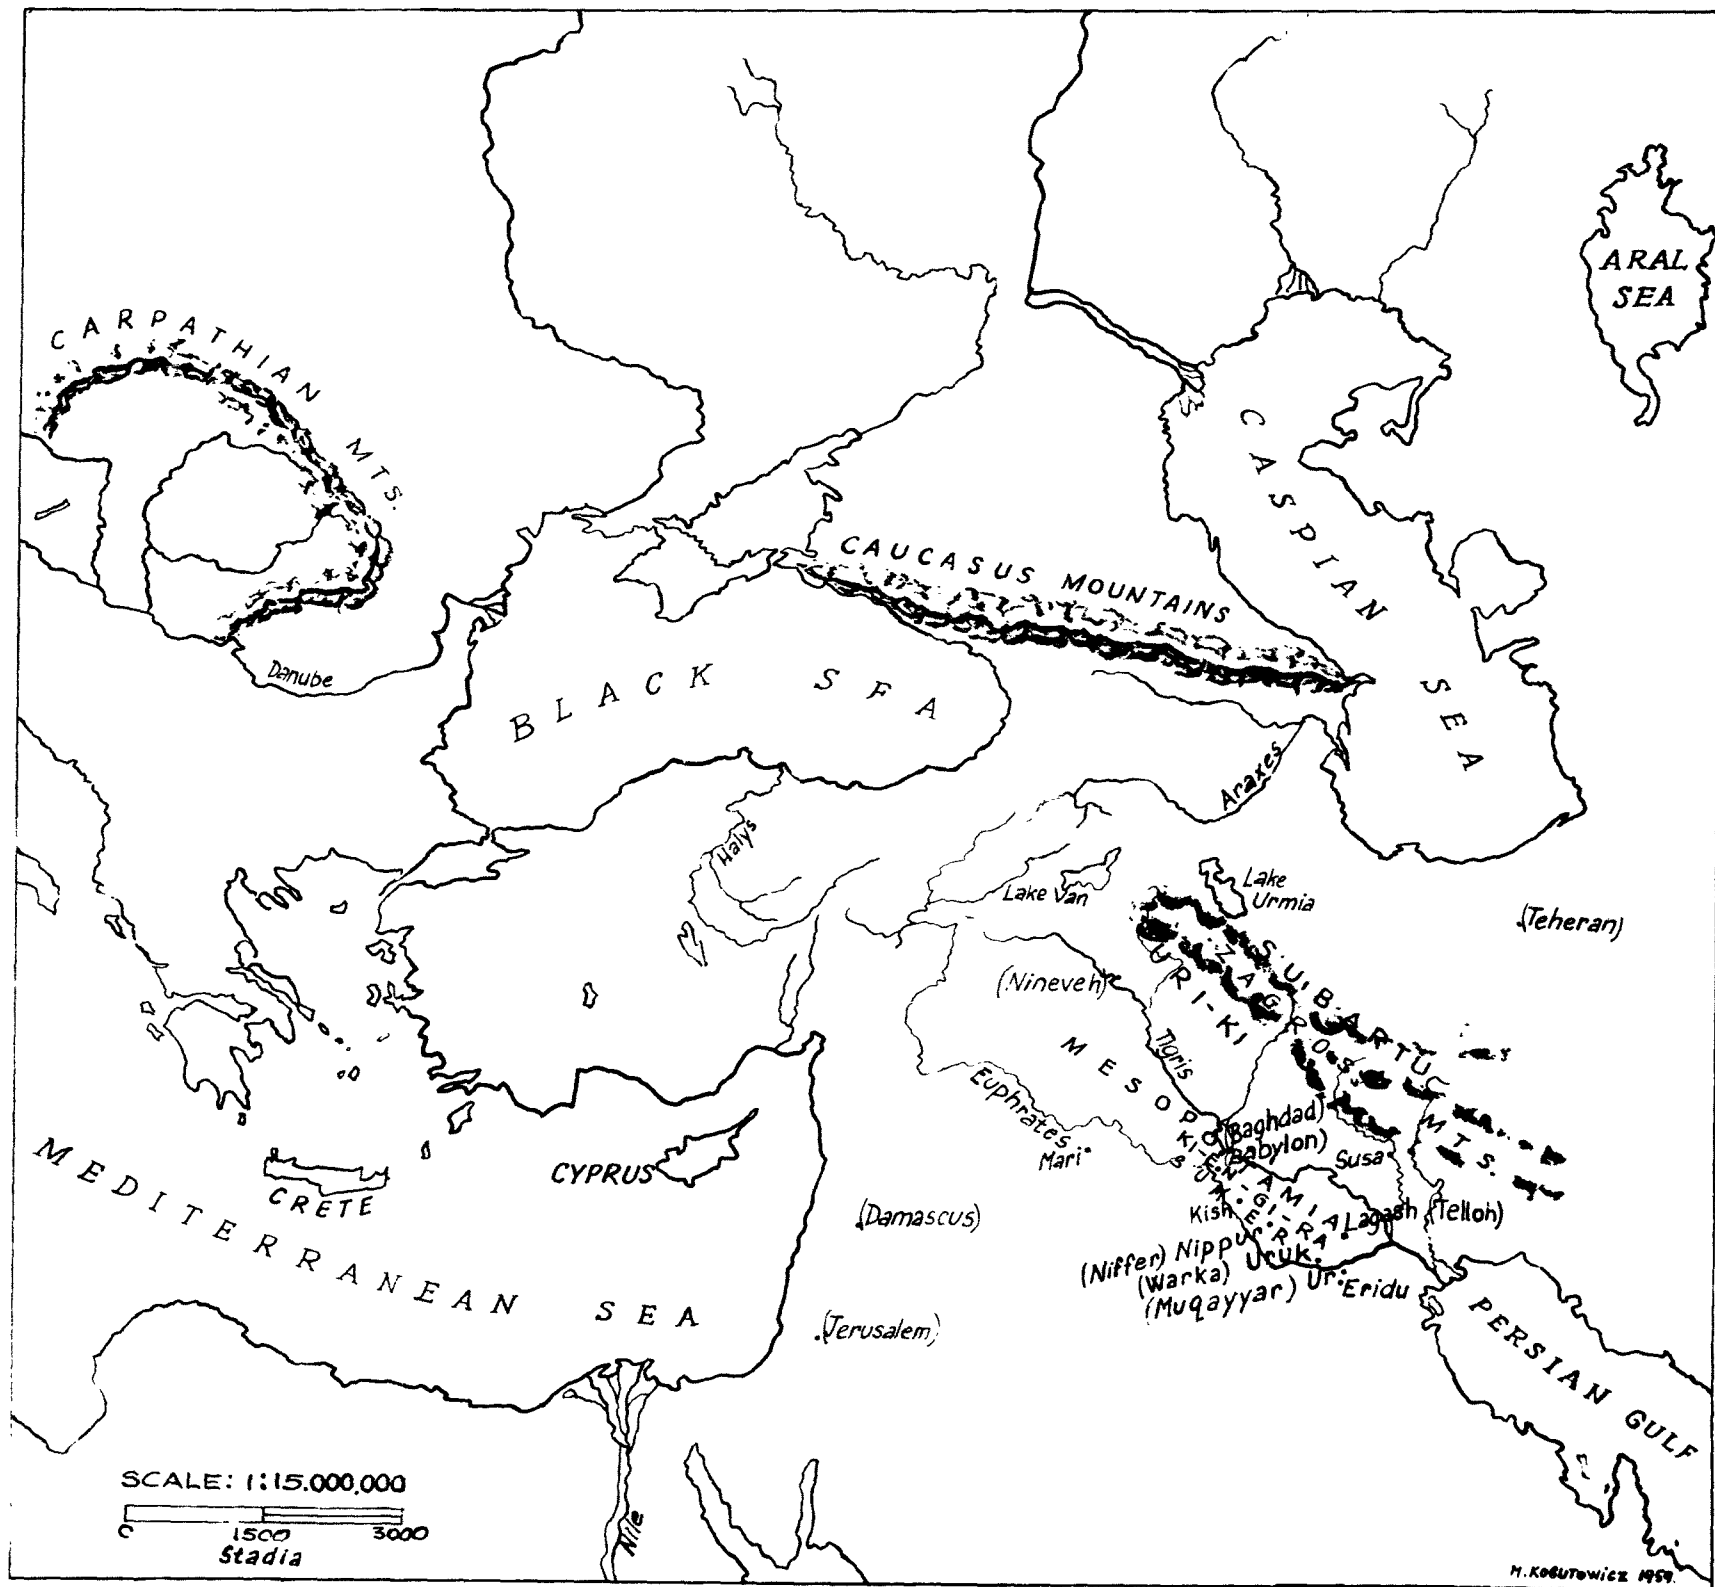 CARPATHIAN MTS.
ARAL
SEA
CASPIAN SEA
CAUCASUS MOUNTAINS
Danube
BLACK SEA
Araxes
Halys
Lake Van
Lake
Urmia
(Teheran)
SUBARTU
ZAGROS MTS.
URI-KI
(Nineveh)
Tigris
MESOPOTAMIA
Euphrates
Mari
(Baghdad)
(Babylon)
KI-EN-GI-RA
SUMER
Susa
Kish
Lagash (Telloh)
(Niffer) Nippur
(Warka) Uruk
(Muqayyar) Ur
Eridu
MEDITERRANEAN SEA
CRETE
CYPRUS
(Damascus)
(Jerusalem)
PERSIAN GULF
Nile
SCALE: 1:15.000.000
0 1500 3000
Stadia
M. KOBUTOWICZ 1959.